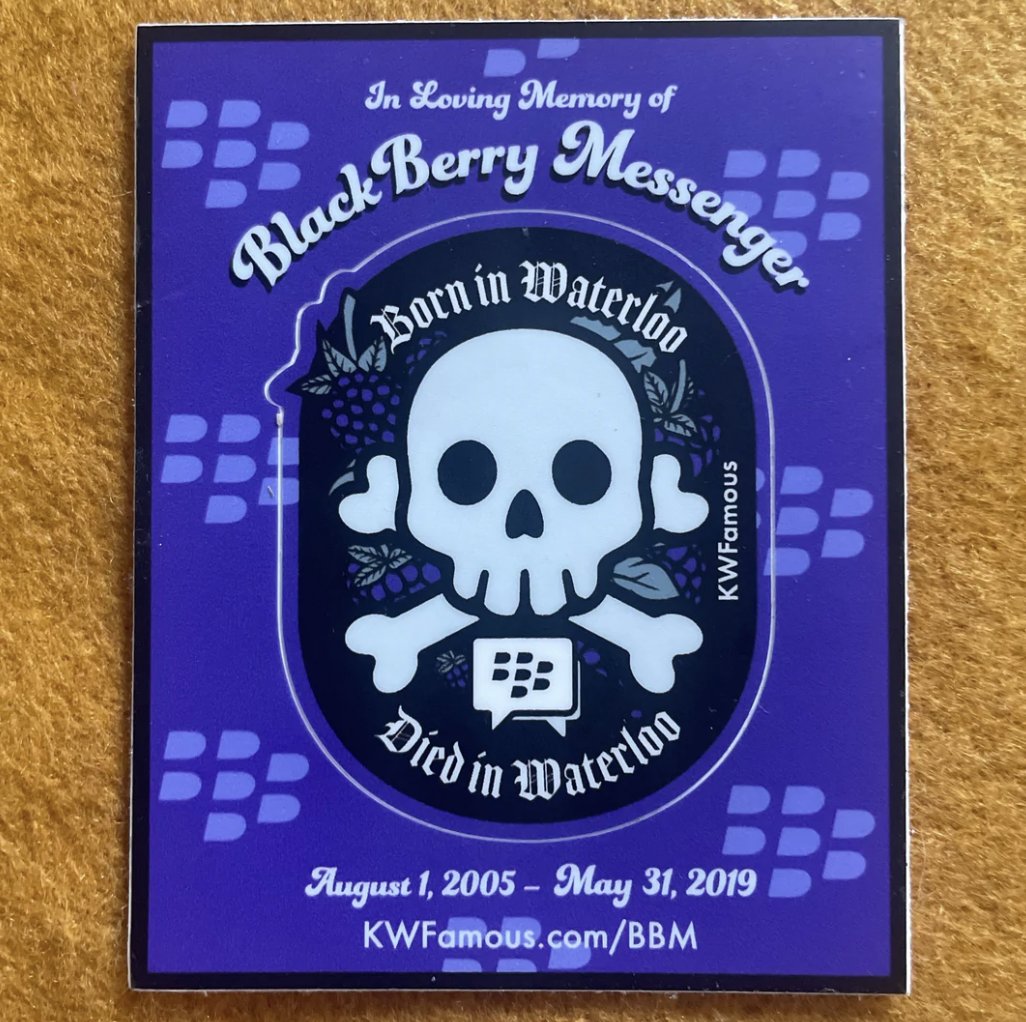 In Loving Memory of
BlackBerry Messenger
Born in Waterloo
KWFamous
Died in Waterloo
August 1, 2005 – May 31, 2019
KWFamous.com/BBM